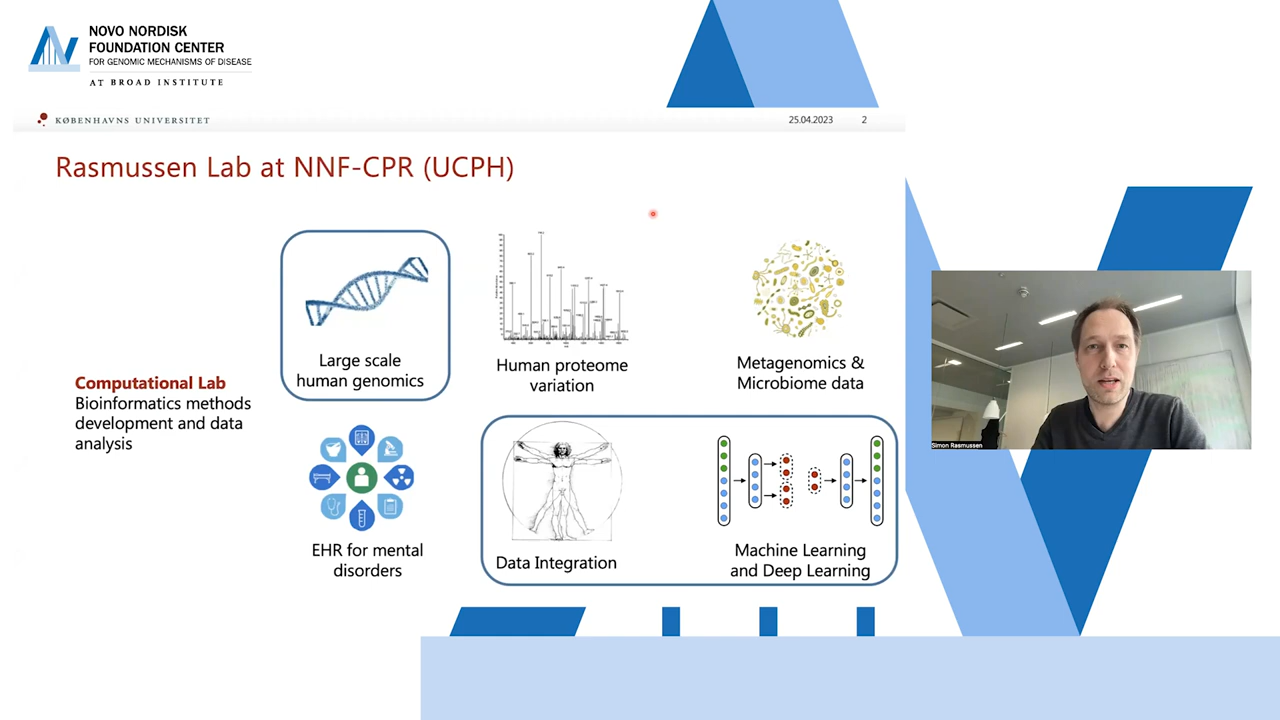 NOVO NORDISK
FOUNDATION CENTER
FOR GENOMIC MECHANISMS OF DISEASE
AT BROAD INSTITUTE
KØBENHAVNS UNIVERSITET
25.04.2023
2
Rasmussen Lab at NNF-CPR (UCPH)
Computational Lab
Bioinformatics methods
development and data
analysis
Large scale
human genomics
Human proteome
variation
Metagenomics &
Microbiome data
EHR for mental
disorders
Data Integration
Machine Learning
and Deep Learning
Simon Rasmussen